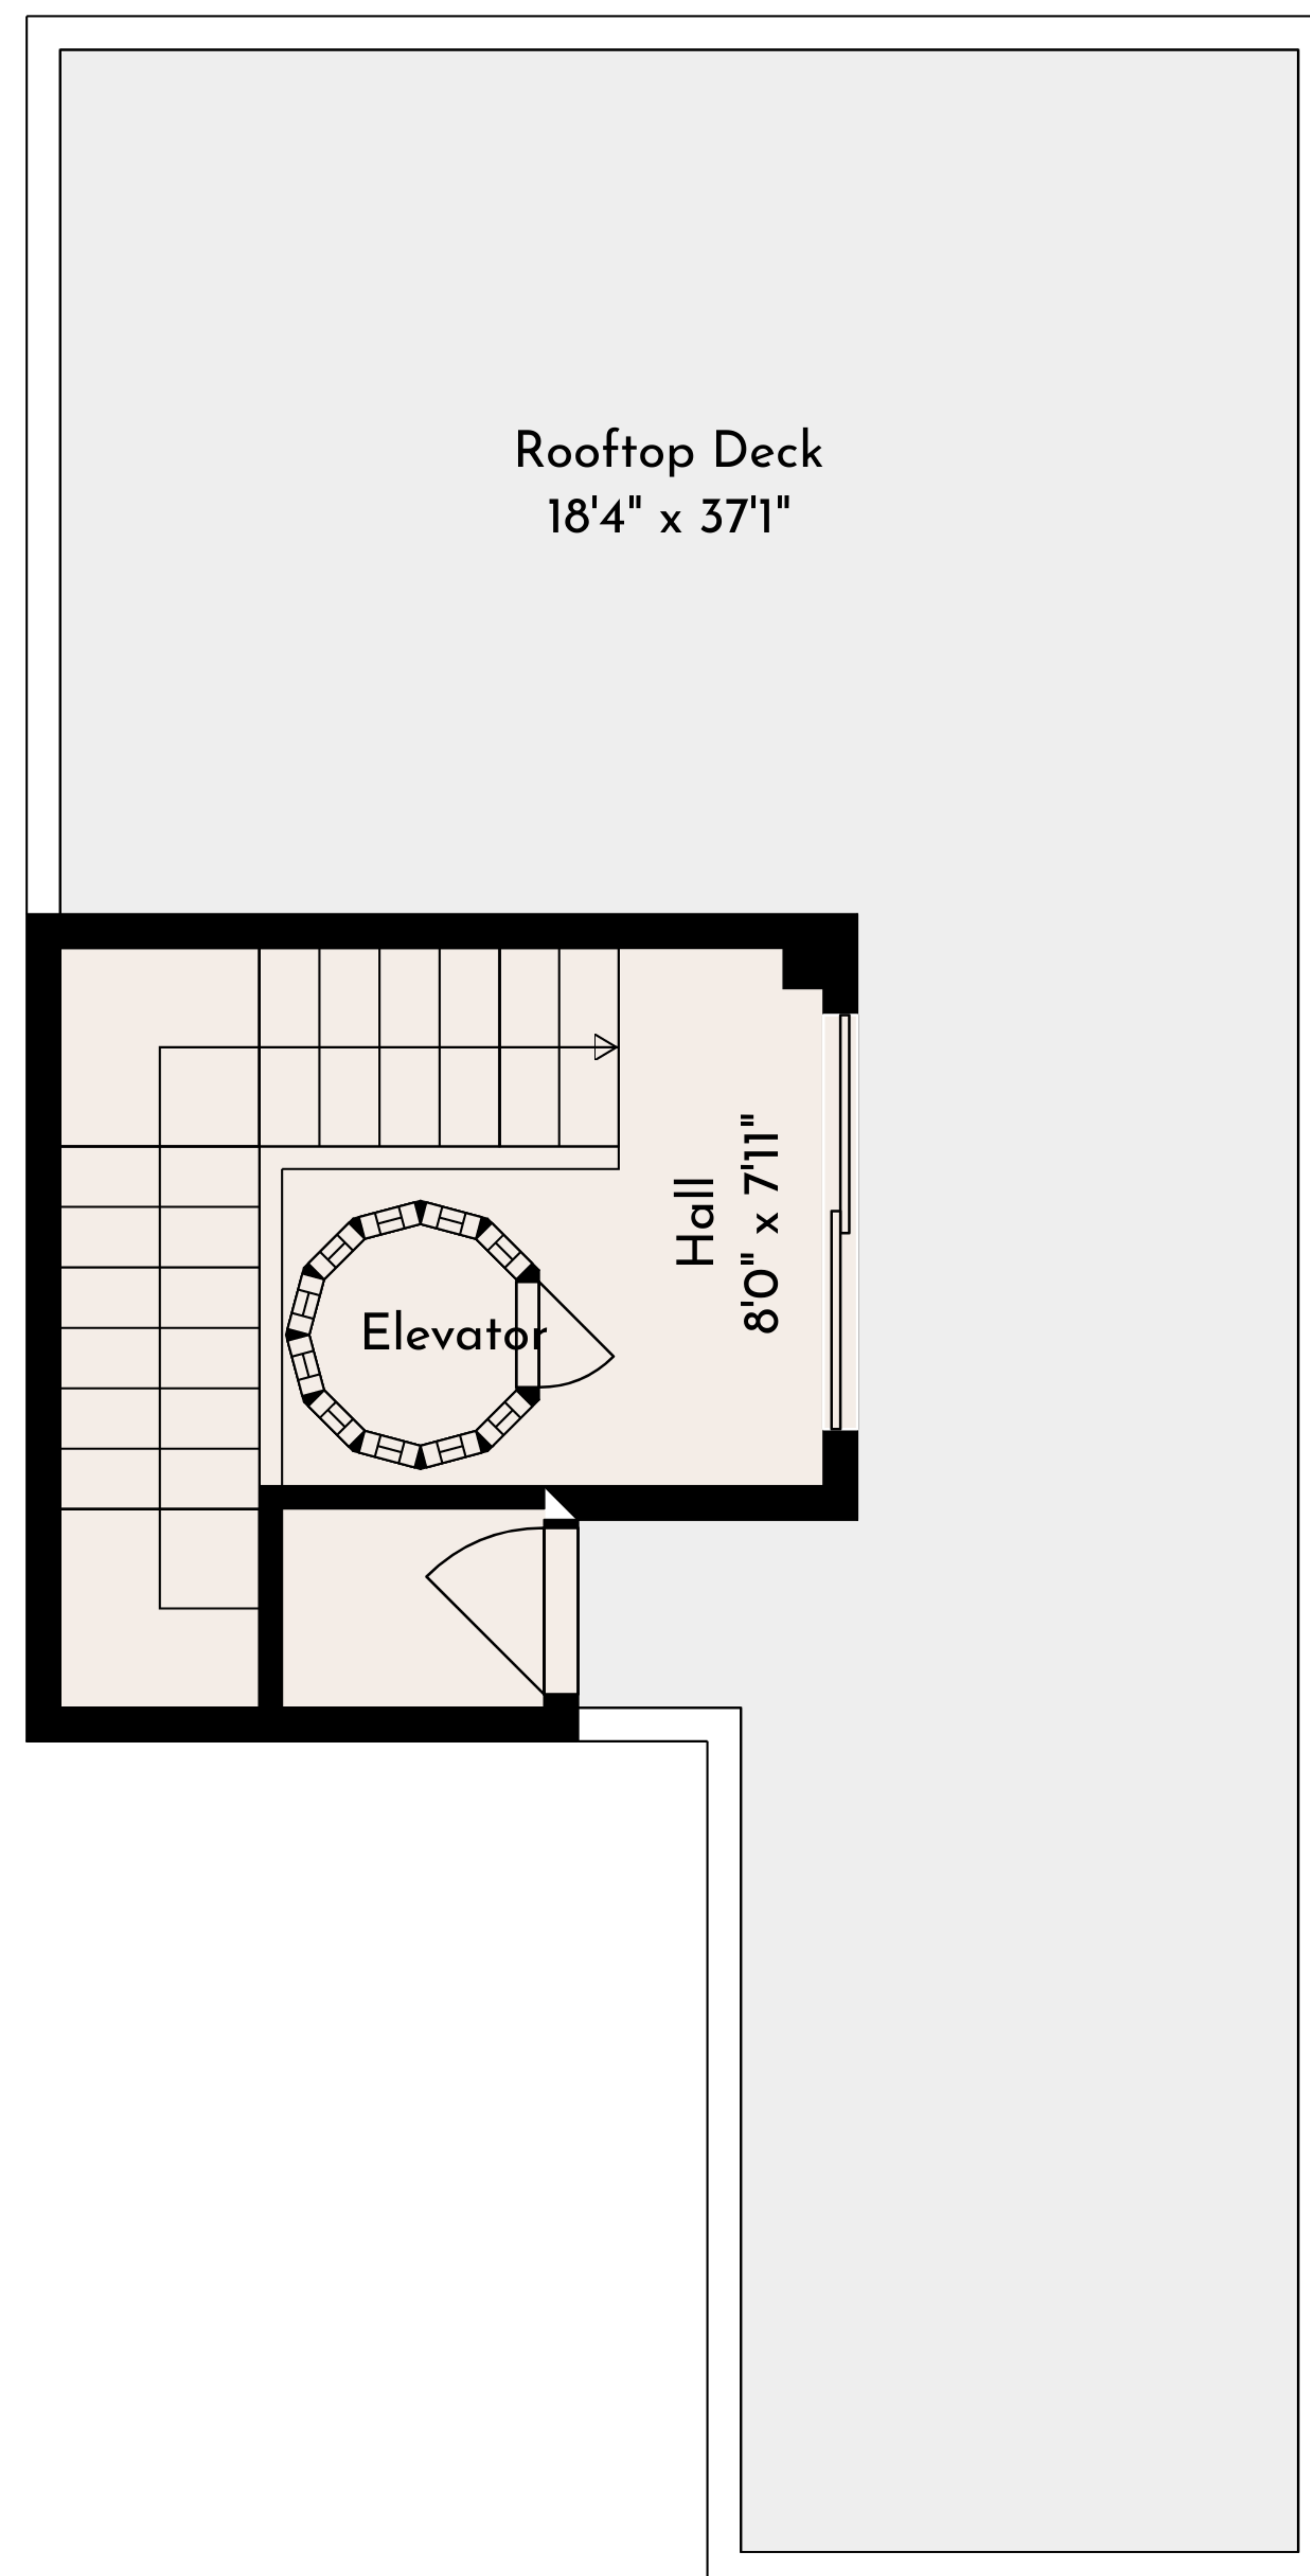 Rooftop Deck
18'4" x 37'1"
Hall
8'0" x 7'11"
Elevator